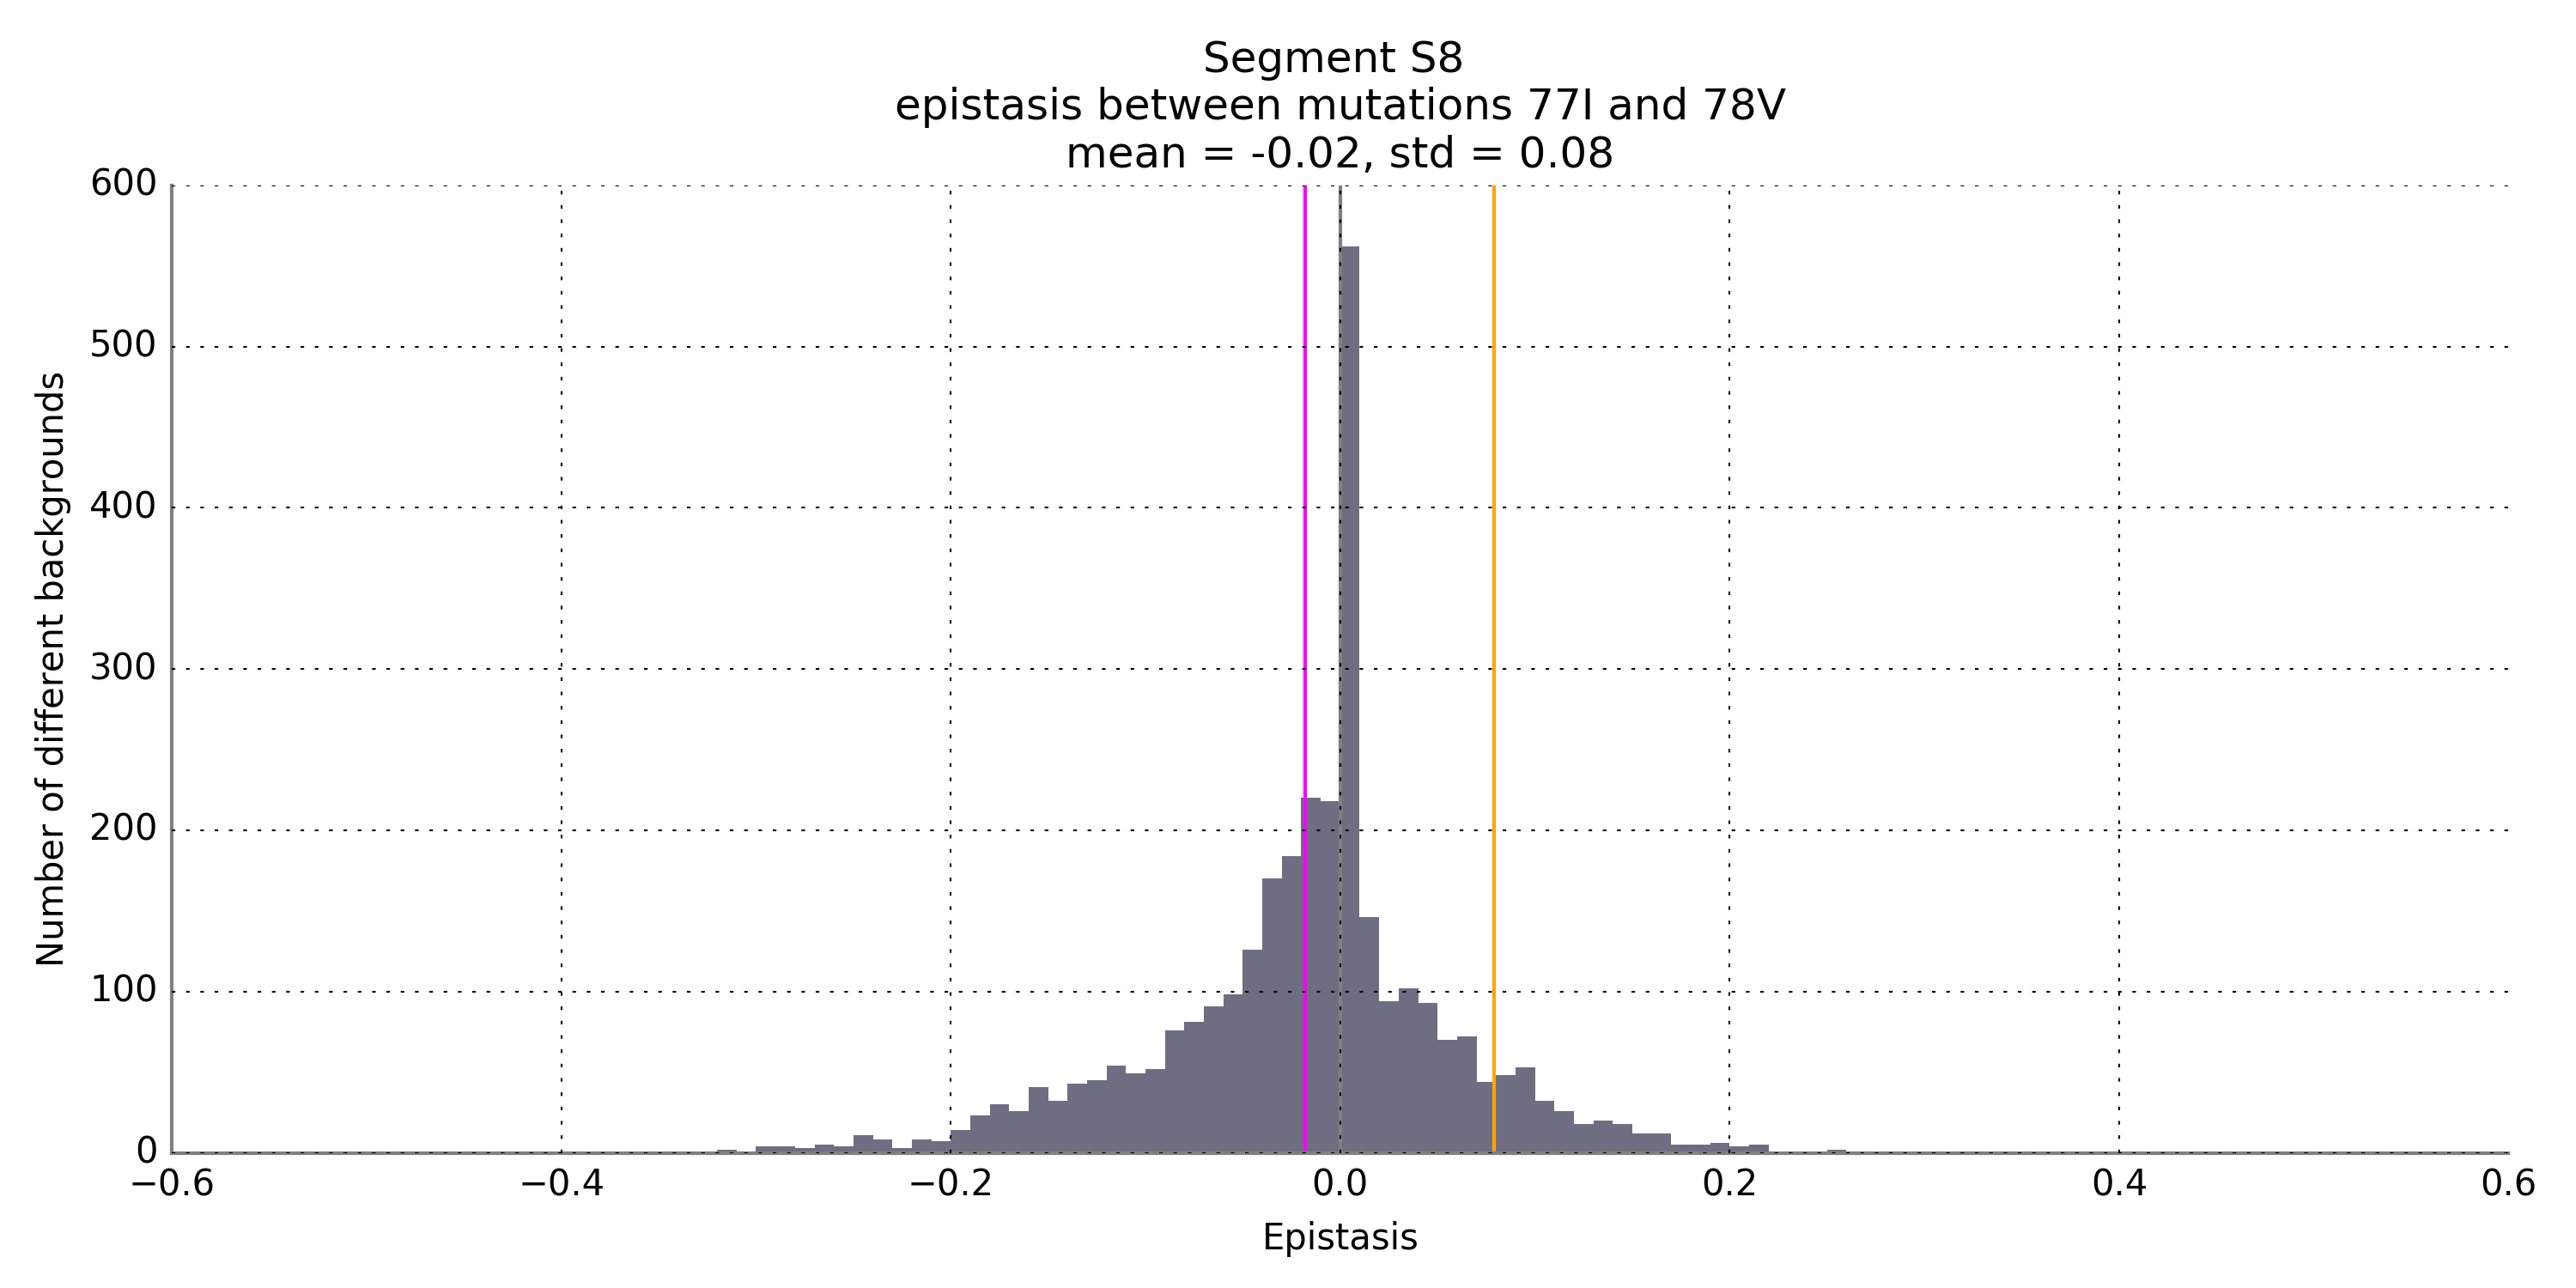 Segment S8
epistasis between mutations 77I and 78V
mean = -0.02, std = 0.08
600
500
400
300
200
100
0
Number of different backgrounds
−0.6 −0.4 −0.2 0.0 0.2 0.4 0.6
Epistasis